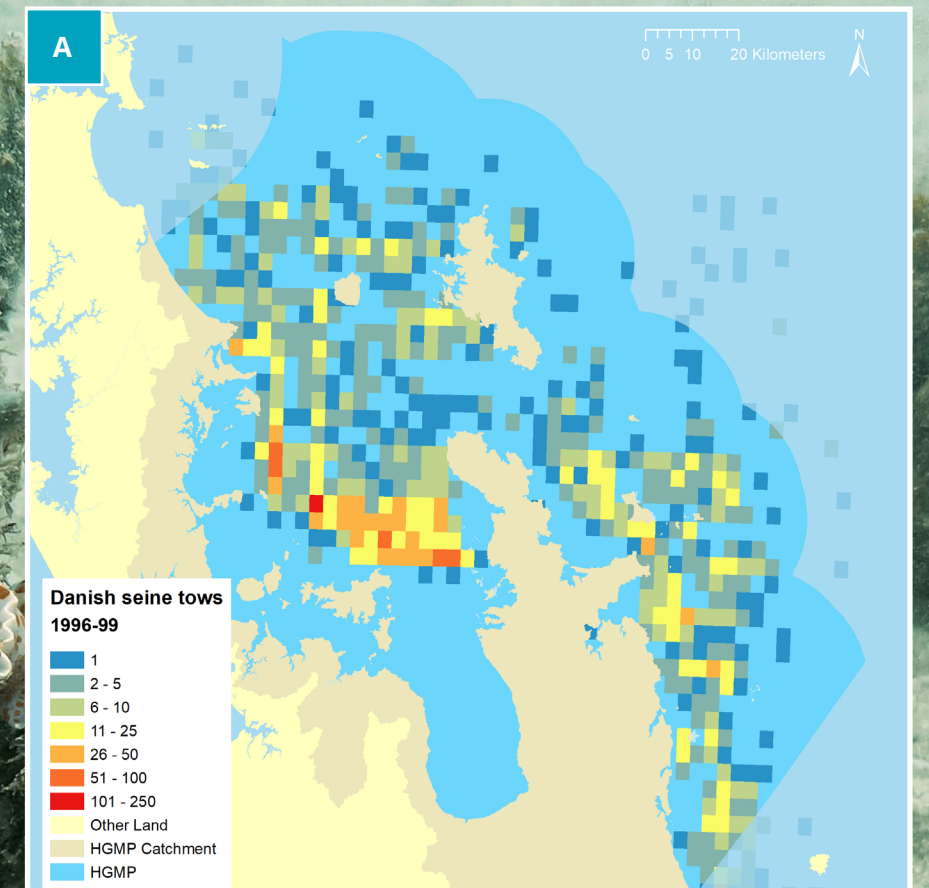 A
N
0 5 10 20 Kilometers
Danish seine tows
1996-99
1
2 - 5
6 - 10
11 - 25
26 - 50
51 - 100
101 - 250
Other Land
HGMP Catchment
HGMP